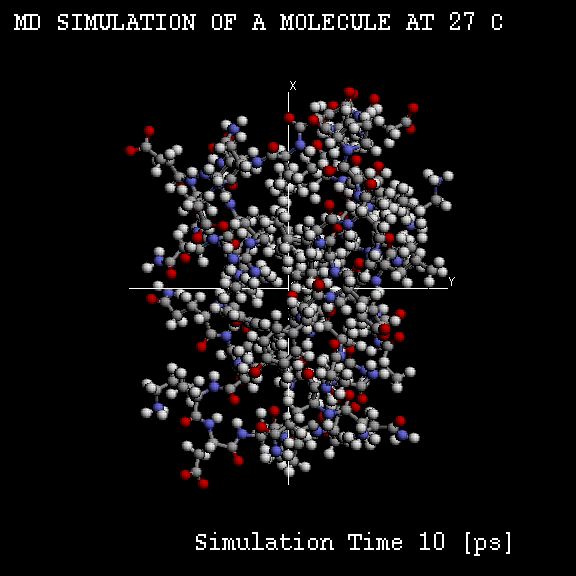 MD SIMULATION OF A MOLECULE AT 27 C
X
Y
Simulation Time 10 [ps]